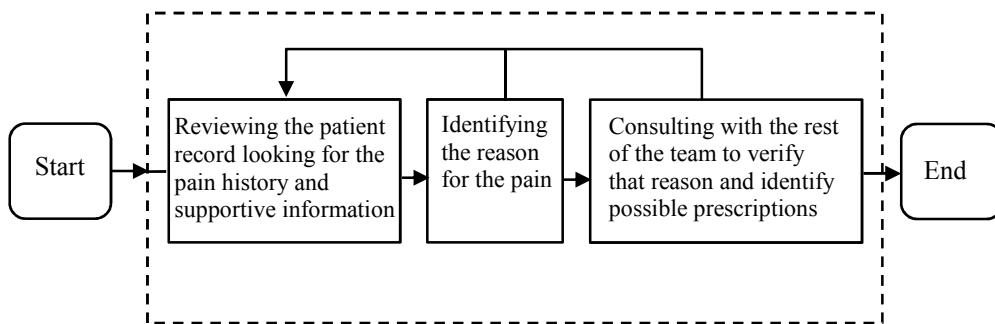 Start
Reviewing the patient
record looking for the
pain history and
supportive information
Identifying
the reason
for the pain
Consulting with the rest
of the team to verify
that reason and identify
possible prescriptions
End